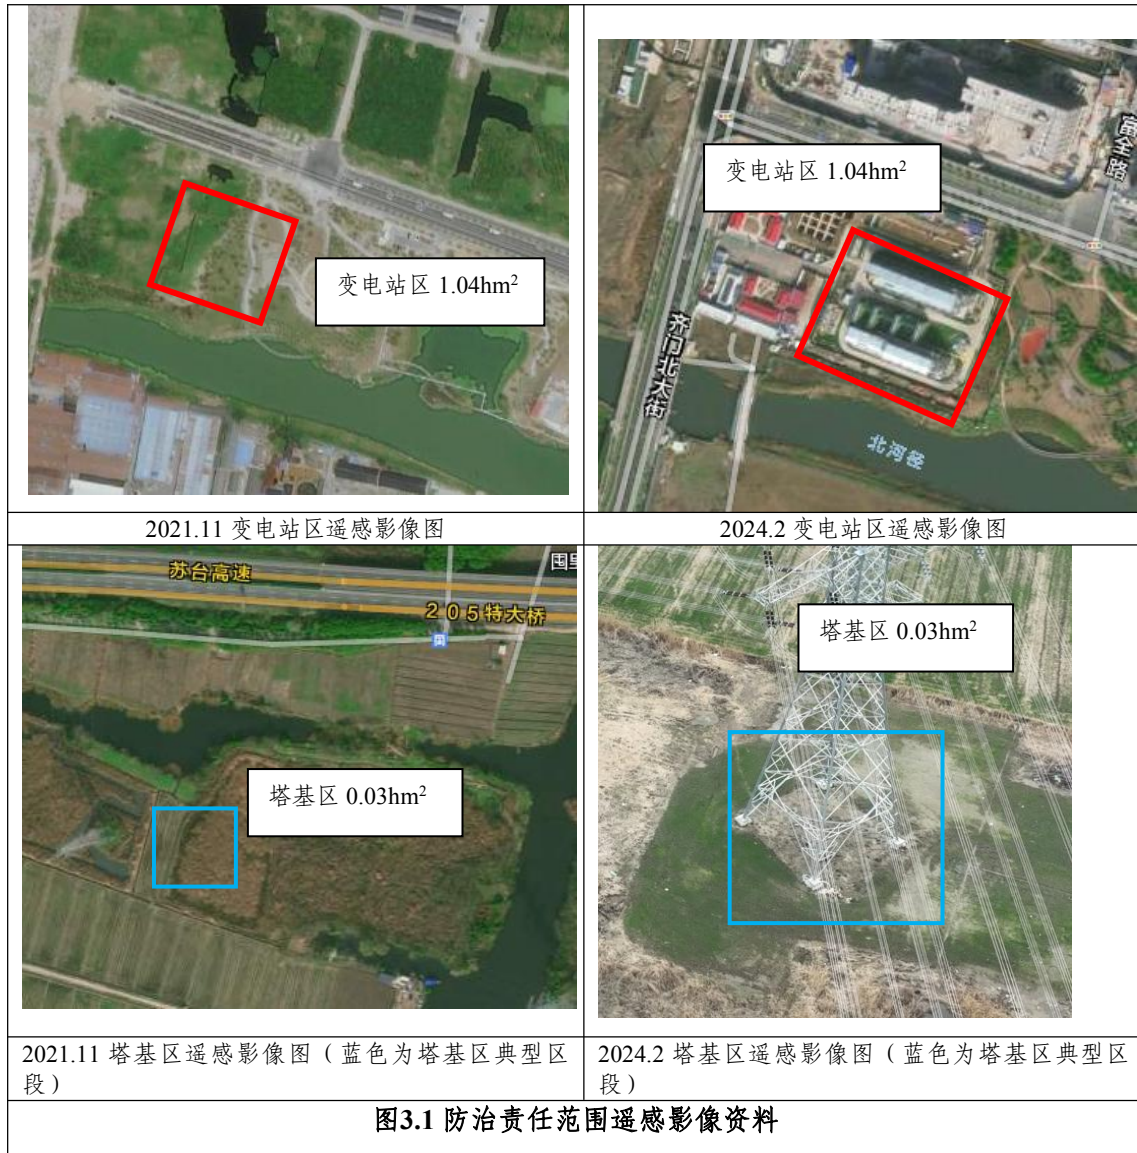 变电站区 1.04hm²
变电站区 1.04hm²
齐门北大街
北河径
2021.11 变电站区遥感影像图
2024.2 变电站区遥感影像图
苏台高速
205特大桥
塔基区 0.03hm²
塔基区 0.03hm²
2021.11 塔基区遥感影像图（蓝色为塔基区典型区
段）
2024.2 塔基区遥感影像图（蓝色为塔基区典型区
段）
图3.1 防治责任范围遥感影像资料